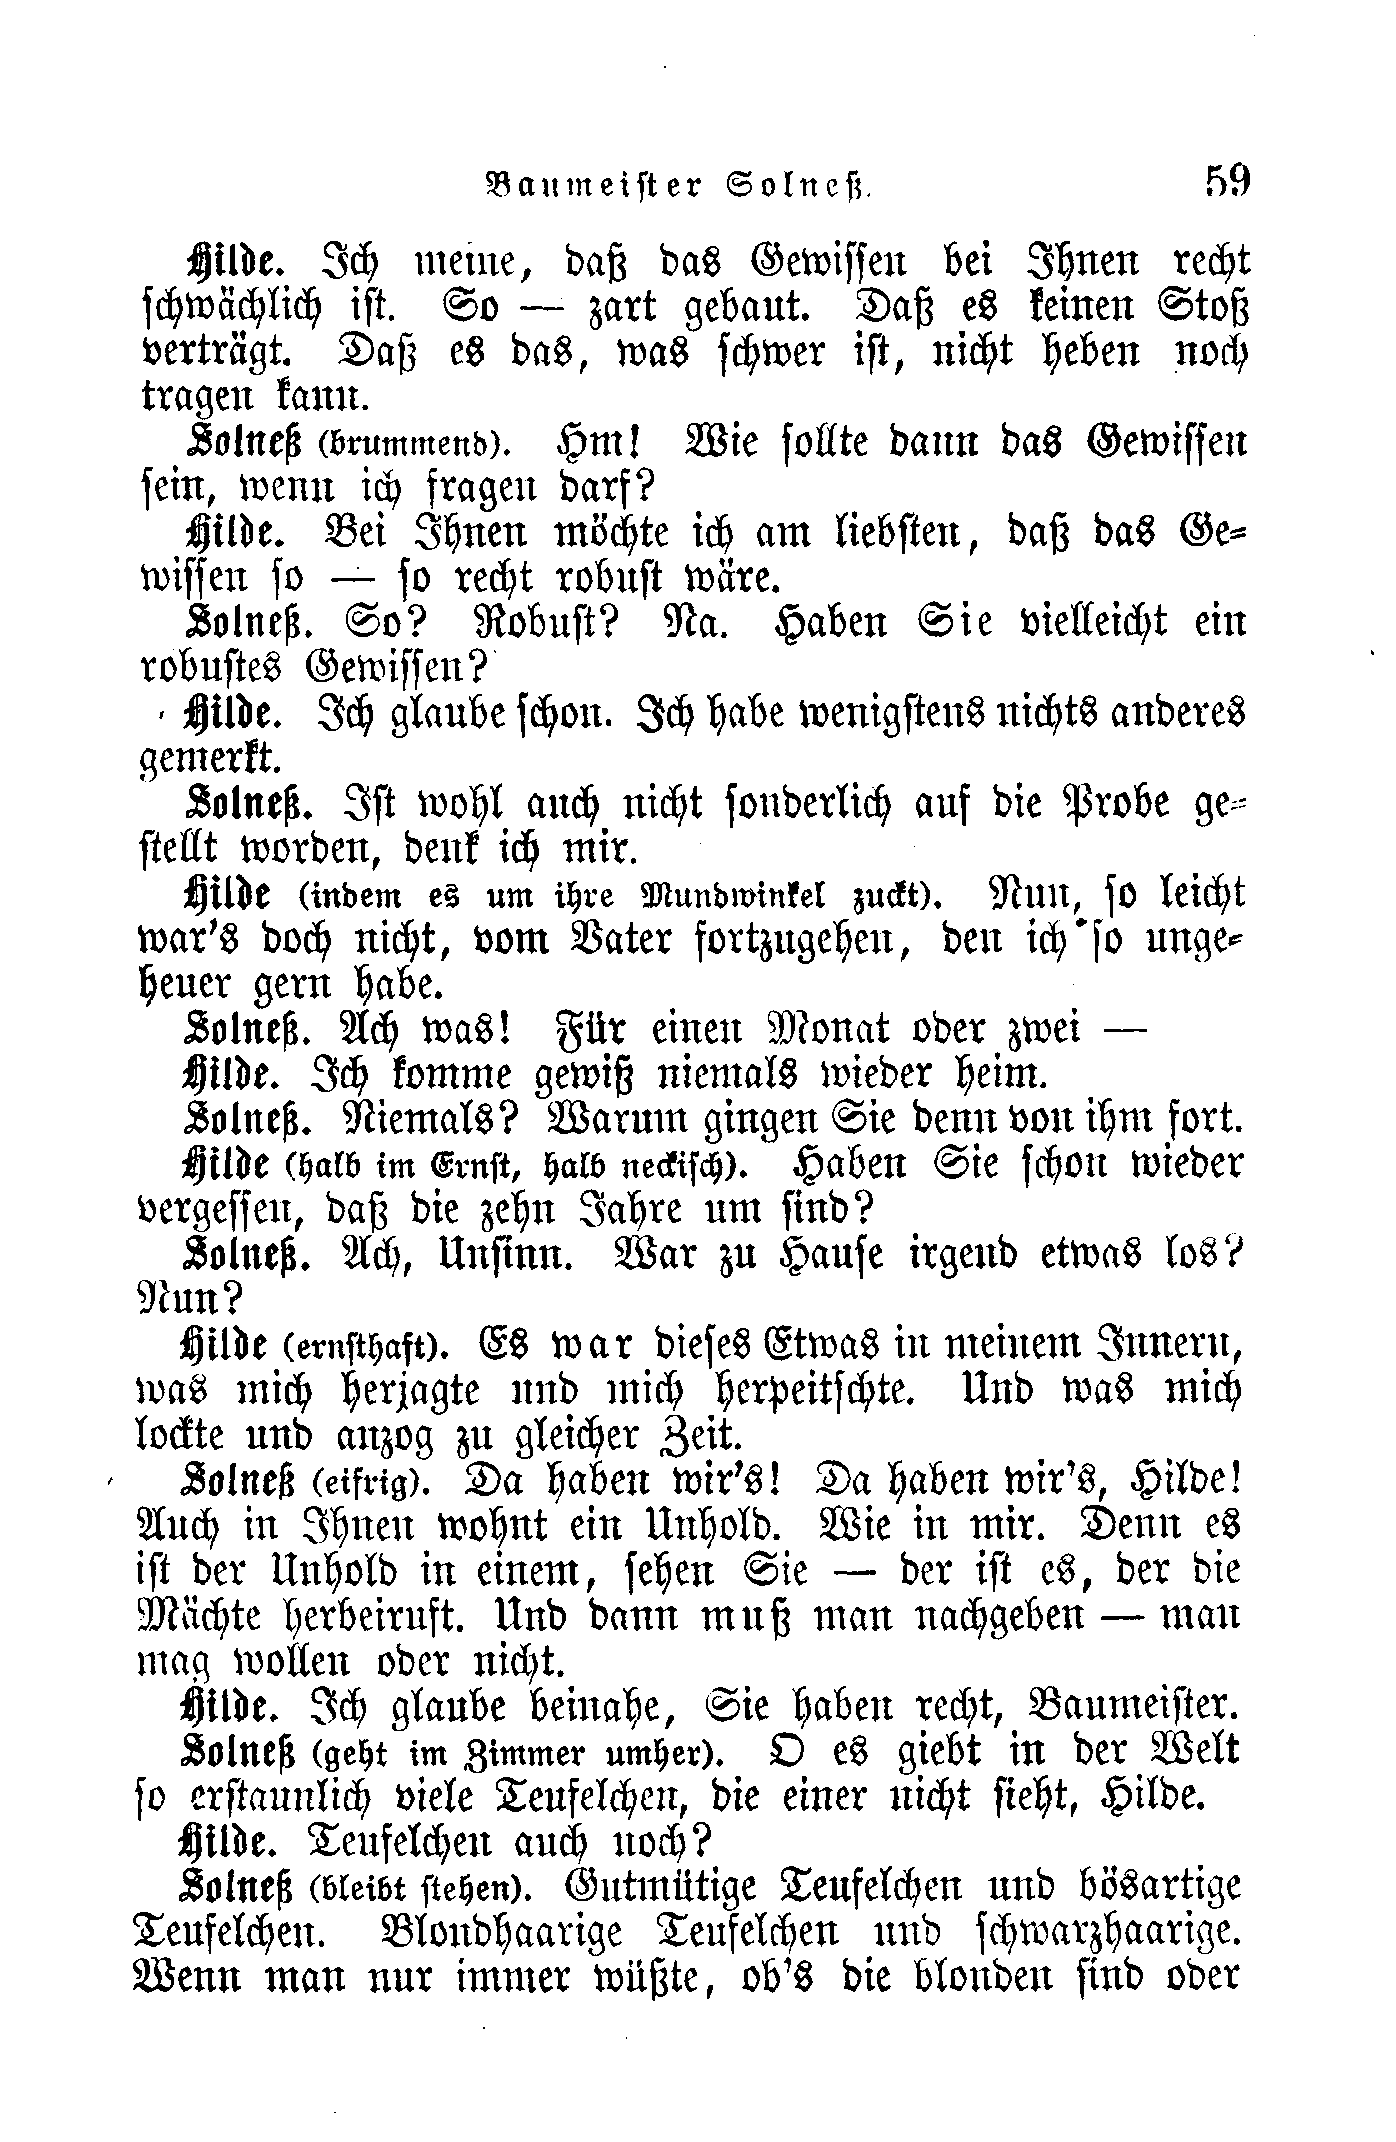 Baumeister Solneß. 59
Hilde. Ich meine, daß das Gewissen bei Ihnen recht
schwächlich ist. So — zart gebaut. Daß es keinen Stoß
verträgt. Daß es das, was schwer ist, nicht heben noch
tragen kann.
Solneß (brummend). Hm! Wie sollte dann das Gewissen
sein, wenn ich fragen darf?
Hilde. Bei Ihnen möchte ich am liebsten, daß das Ge-
wissen so — so recht robust wäre.
Solneß. So? Robust? Na. Haben Sie vielleicht ein
robustes Gewissen?
Hilde. Ich glaube schon. Ich habe wenigstens nichts anderes
gemerkt.
Solneß. Ist wohl auch nicht sonderlich auf die Probe ge-
stellt worden, denk ich mir.
Hilde (indem es um ihre Mundwinkel zuckt). Nun, so leicht
war's doch nicht, vom Vater fortzugehen, den ich so unge-
heuer gern habe.
Solneß. Ach was! Für einen Monat oder zwei —
Hilde. Ich komme gewiß niemals wieder heim.
Solneß. Niemals? Warum gingen Sie denn von ihm fort.
Hilde (halb im Ernst, halb neckisch). Haben Sie schon wieder
vergessen, daß die zehn Jahre um sind?
Solneß. Ach, Unsinn. War zu Hause irgend etwas los?
Nun?
Hilde (ernsthaft). Es war dieses Etwas in meinem Innern,
was mich herjagte und mich herpeitschte. Und was mich
lockte und anzog zu gleicher Zeit.
Solneß (eifrig). Da haben wir's! Da haben wir's, Hilde!
Auch in Ihnen wohnt ein Unhold. Wie in mir. Denn es
ist der Unhold in einem, sehen Sie — der ist es, der die
Mächte herbeiruft. Und dann muß man nachgeben — man
mag wollen oder nicht.
Hilde. Ich glaube beinahe, Sie haben recht, Baumeister.
Solneß (geht im Zimmer umher). O es giebt in der Welt
so erstaunlich viele Teufelchen, die einer nicht sieht, Hilde.
Hilde. Teufelchen auch noch?
Solneß (bleibt stehen). Gutmütige Teufelchen und bösartige
Teufelchen. Blondhaarige Teufelchen und schwarzhaarige.
Wenn man nur immer wüßte, ob's die blonden sind oder